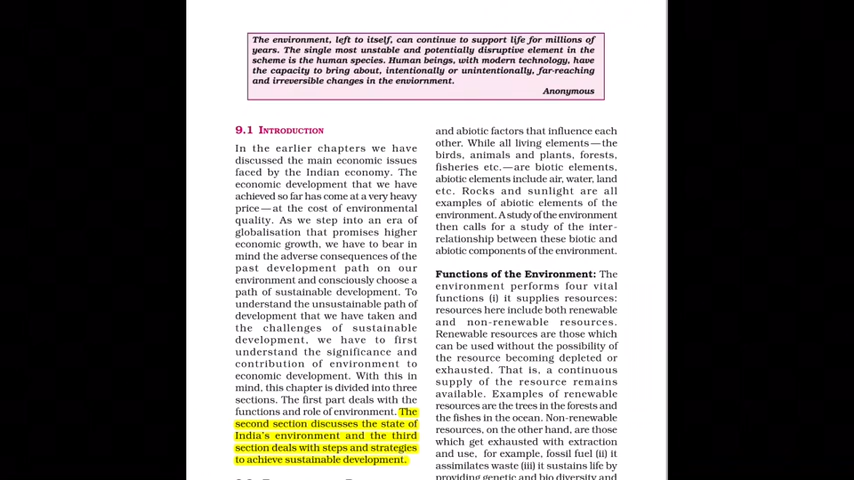 The environment, left to itself, can continue to support life for millions of
years. The single most unstable and potentially disruptive element in the
scheme is the human species. Human beings, with modern technology, have
the capacity to bring about, intentionally or unintentionally, far-reaching
and irreversible changes in the enviornment.
Anonymous
9.1 INTRODUCTION
In the earlier chapters we have
discussed the main economic issues
faced by the Indian economy. The
economic development that we have
achieved so far has come at a very heavy
price—at the cost of environmental
quality. As we step into an era of
globalisation that promises higher
economic growth, we have to bear in
mind the adverse consequences of the
past development path on our
environment and consciously choose a
path of sustainable development. To
understand the unsustainable path of
development that we have taken and
the challenges of sustainable
development, we have to first
understand the significance and
contribution of environment to
economic development. With this in
mind, this chapter is divided into three
sections. The first part deals with the
functions and role of environment. The
second section discusses the state of
India's environment and the third
section deals with steps and strategies
to achieve sustainable development.
and abiotic factors that influence each
other. While all living elements—the
birds, animals and plants, forests,
fisheries etc.—are biotic elements,
abiotic elements include air, water, land
etc. Rocks and sunlight are all
examples of abiotic elements of the
environment. A study of the environment
then calls for a study of the inter-
relationship between these biotic and
abiotic components of the environment.
Functions of the Environment: The
environment performs four vital
functions (i) it supplies resources:
resources here include both renewable
and non-renewable resources.
Renewable resources are those which
can be used without the possibility of
the resource becoming depleted or
exhausted. That is, a continuous
supply of the resource remains
available. Examples of renewable
resources are the trees in the forests and
the fishes in the ocean. Non-renewable
resources, on the other hand, are those
which get exhausted with extraction
and use, for example, fossil fuel (ii) it
assimilates waste (iii) it sustains life by
providing genetic and bio diversity and